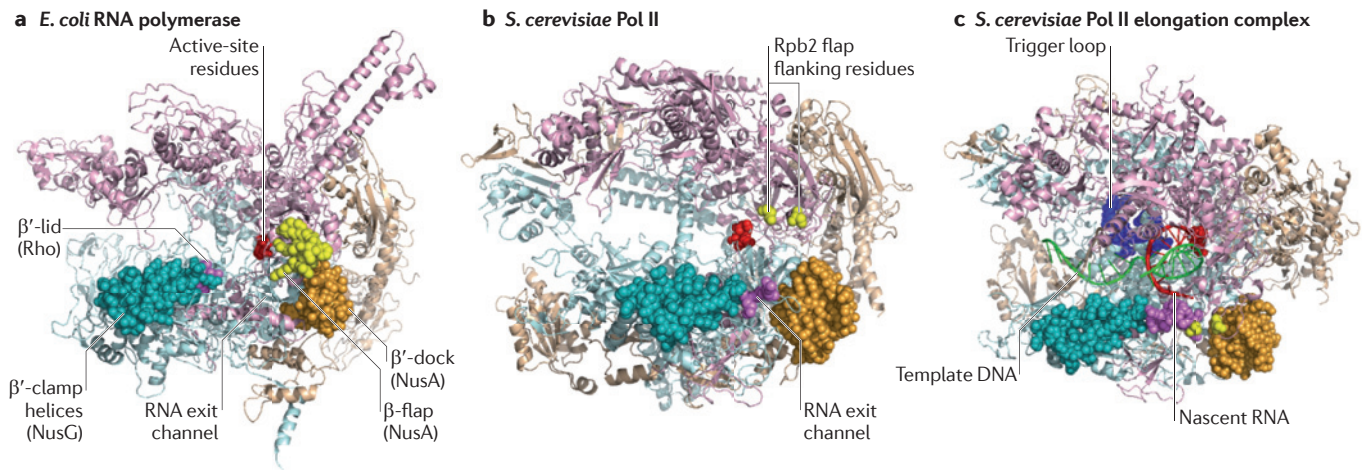 a E. coli RNA polymerase
Active-site
residues
β′-lid
(Rho)
β′-clamp
helices
(NusG)
RNA exit
channel
β-flap
(NusA)
β′-dock
(NusA)
b S. cerevisiae Pol II
Rpb2 flap
flanking residues
RNA exit
channel
c S. cerevisiae Pol II elongation complex
Trigger loop
Template DNA
Nascent RNA